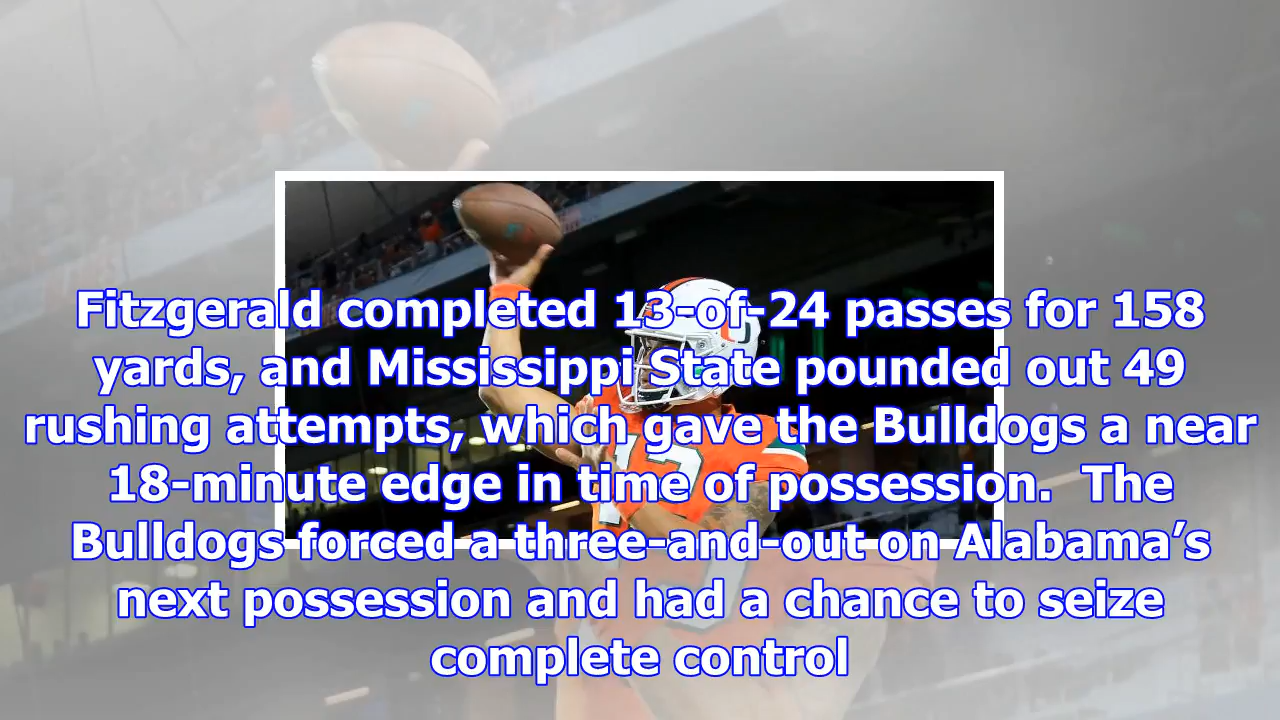 Fitzgerald completed 13-of-24 passes for 158
yards, and Mississippi State pounded out 49
rushing attempts, which gave the Bulldogs a near
18-minute edge in time of possession.  The
Bulldogs forced a three-and-out on Alabama’s
next possession and had a chance to seize
complete control